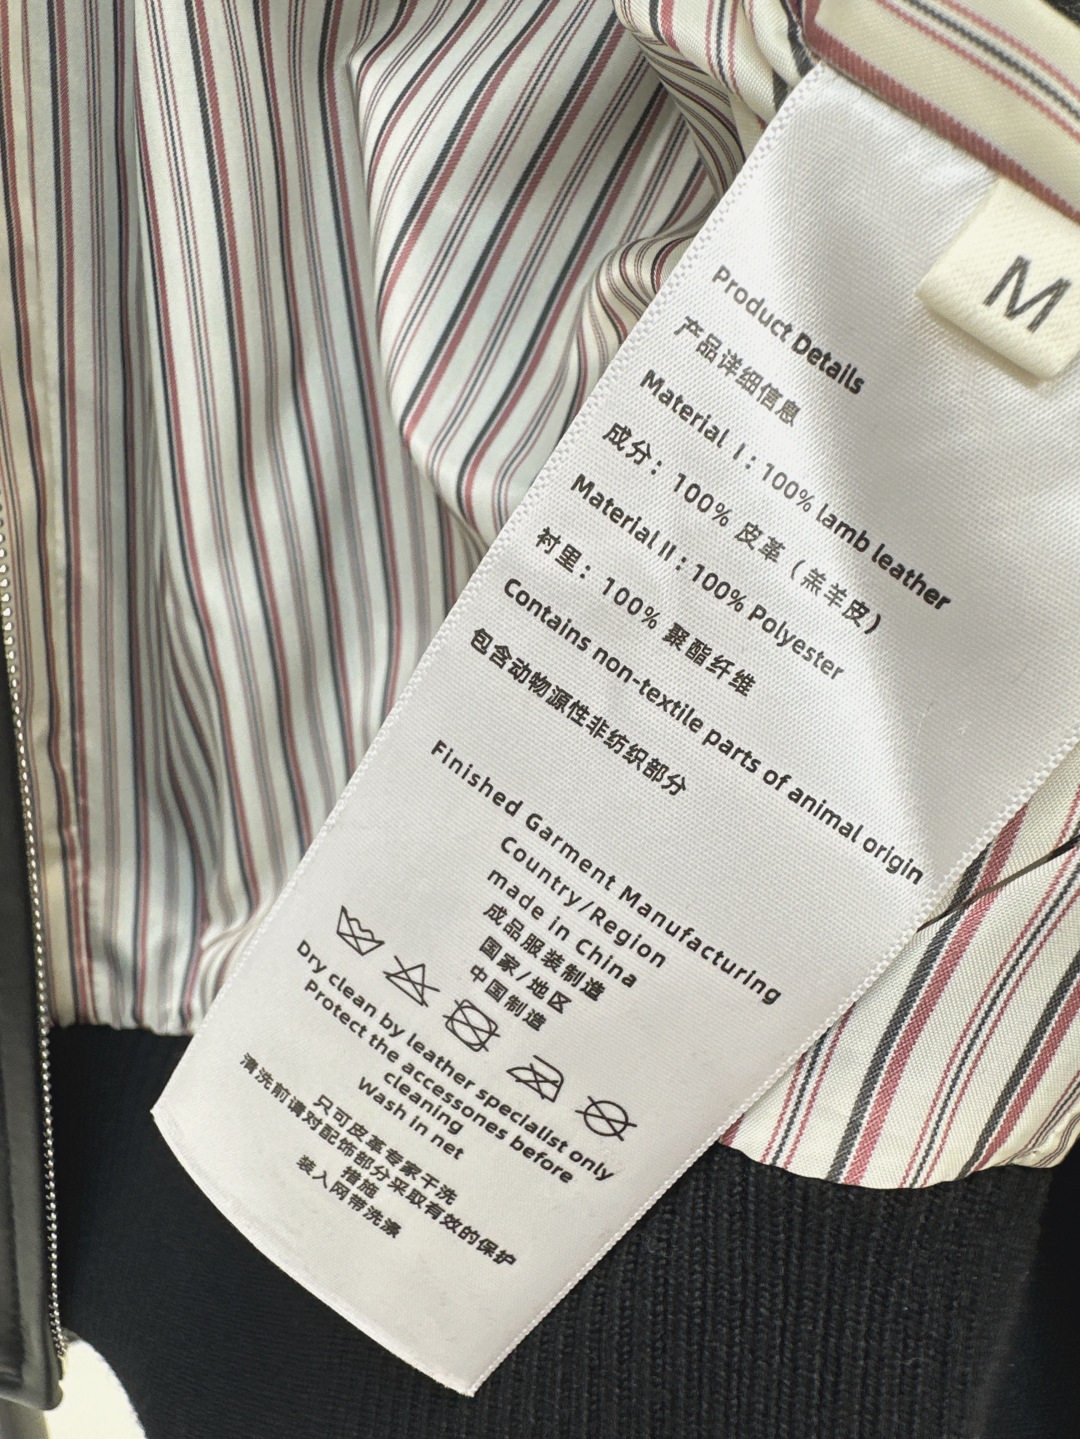 M
Product Details
产品详细信息
Material I : 100% lamb leather
成分：100% 皮革（羔羊皮）
Material II : 100% Polyester
衬里：100% 聚酯纤维
Contains non-textile parts of animal origin
包含动物源性非纺织部分
Finished Garment Manufacturing
Country/Region
made in China
成品服装制造
国家/地区
中国制造
Dry clean by leather specialist only
Protect the accessones before
cleaning
Wash in net
只可皮革专家干洗
清洗前请对配饰部分采取有效的保护
措施
装入网带洗涤